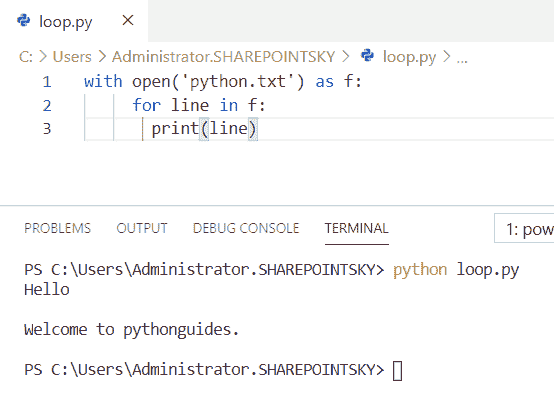 loop.py
C: > Users > Administrator.SHAREPOINTSKY > loop.py > ...
1 with open('python.txt') as f:
2 for line in f:
3 print(line)
PROBLEMS OUTPUT DEBUG CONSOLE TERMINAL 1: pow
PS C:\Users\Administrator.SHAREPOINTSKY> python loop.py
Hello
Welcome to pythonguides.
PS C:\Users\Administrator.SHAREPOINTSKY>